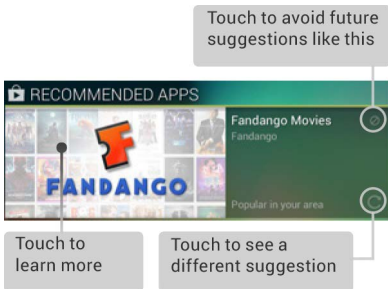 Touch to avoid future
suggestions like this
RECOMMENDED APPS
FANDANGO
Fandango Movies
Fandango
Popular in your area
Touch to
learn more
Touch to see a
different suggestion